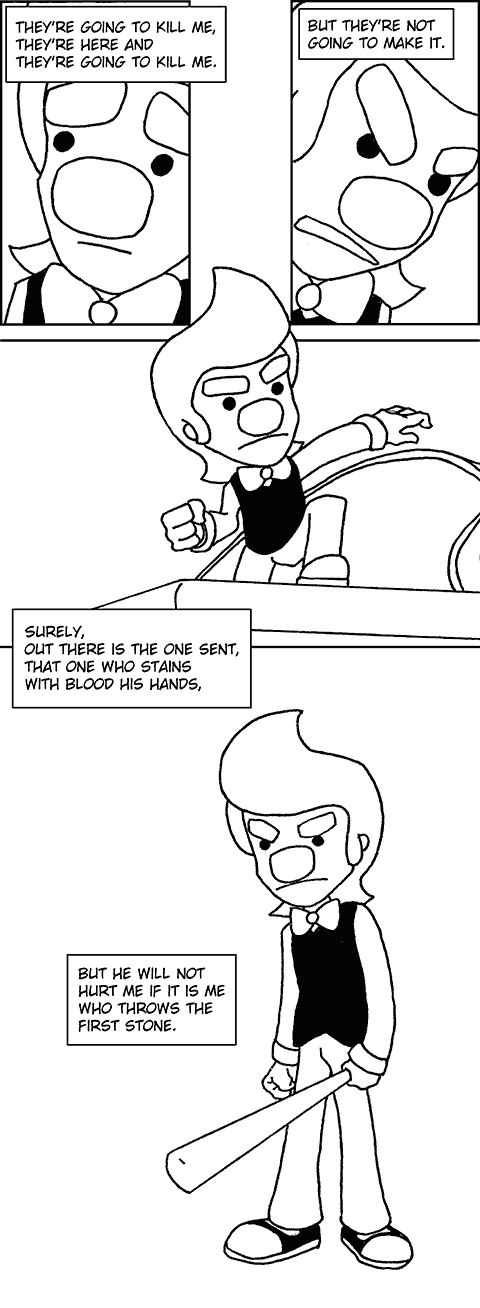 THEY'RE GOING TO KILL ME,
THEY'RE HERE AND
THEY'RE GOING TO KILL ME.
BUT THEY'RE NOT
GOING TO MAKE IT.
SURELY,
OUT THERE IS THE ONE SENT,
THAT ONE WHO STAINS
WITH BLOOD HIS HANDS,
BUT HE WILL NOT
HURT ME IF IT IS ME
WHO THROWS THE
FIRST STONE.